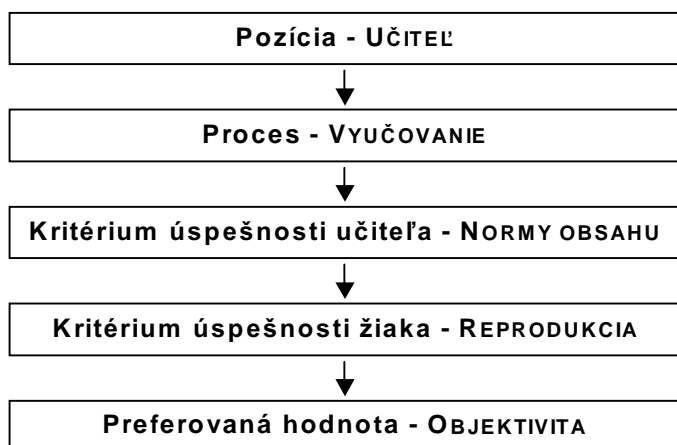 Pozícia - UČITEĽ
Proces - VYUČOVANIE
Kritérium úspešnosti učiteľa - NORMY OBSAHU
Kritérium úspešnosti žiaka - REPRODUKCIA
Preferovaná hodnota - OBJEKTIVITA